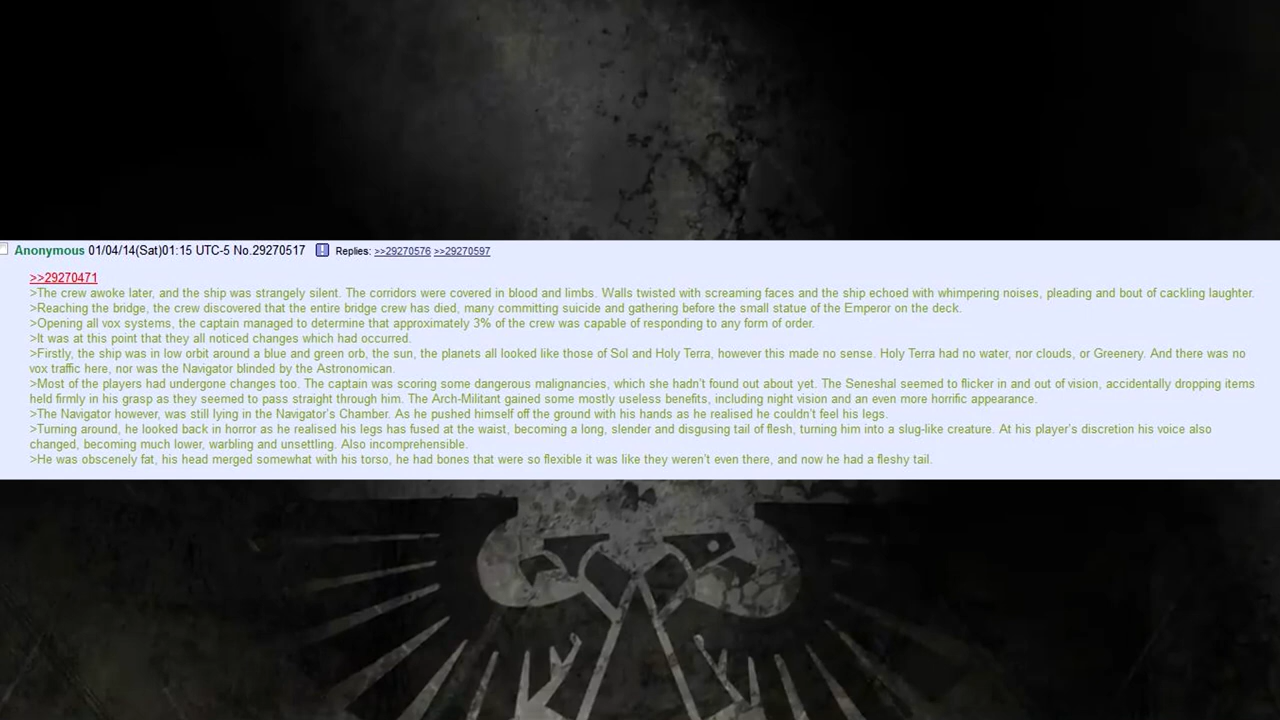 Anonymous 01/04/14(Sat)01:15 UTC-5 No.29270517 Replies: >>29270576 >>29270597
>>29270471
>The crew awoke later, and the ship was strangely silent. The corridors were covered in blood and limbs. Walls twisted with screaming faces and the ship echoed with whimpering noises, pleading and bout of cackling laughter.
>Reaching the bridge, the crew discovered that the entire bridge crew has died, many committing suicide and gathering before the small statue of the Emperor on the deck.
>Opening all vox systems, the captain managed to determine that approximately 3% of the crew was capable of responding to any form of order.
>It was at this point that they all noticed changes which had occurred.
>Firstly, the ship was in low orbit around a blue and green orb, the sun, the planets all looked like those of Sol and Holy Terra, however this made no sense. Holy Terra had no water, nor clouds, or Greenery. And there was no
vox traffic here, nor was the Navigator blinded by the Astronomican.
>Most of the players had undergone changes too. The captain was scoring some dangerous malignancies, which she hadn't found out about yet. The Seneshal seemed to flicker in and out of vision, accidentally dropping items
held firmly in his grasp as they seemed to pass straight through him. The Arch-Militant gained some mostly useless benefits, including night vision and an even more horrific appearance.
>The Navigator however, was still lying in the Navigator's Chamber. As he pushed himself off the ground with his hands as he realised he couldn't feel his legs.
>Turning around, he looked back in horror as he realised his legs has fused at the waist, becoming a long, slender and disgusing tail of flesh, turning him into a slug-like creature. At his player's discretion his voice also
changed, becoming much lower, warbling and unsettling. Also incomprehensible.
>He was obscenely fat, his head merged somewhat with his torso, he had bones that were so flexible it was like they weren't even there, and now he had a fleshy tail.